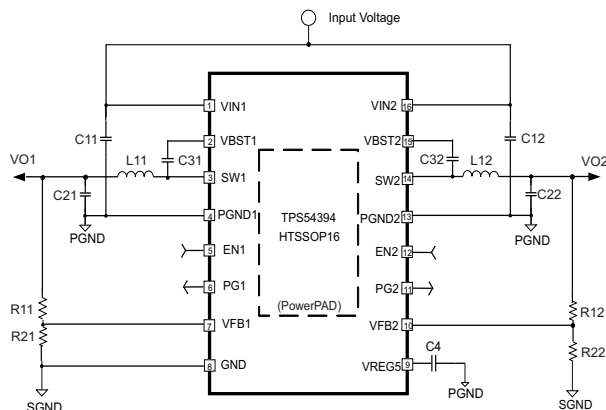 Input Voltage
1 VIN1 VIN2 16
C11 C12
2 VBST1 VBST2 15
VO1 L11 C31 C32 L12 VO2
3 SW1 SW2 14
C21 C22
4 PGND1 PGND2 13
TPS54394
HTSSOP16
PGND PGND
5 EN1 EN2 12
6 PG1 PG2 11
(PowerPAD)
R11 R12
7 VFB1 VFB2 10
R21 R22
C4
8 GND VREG5 9
PGND
SGND SGND